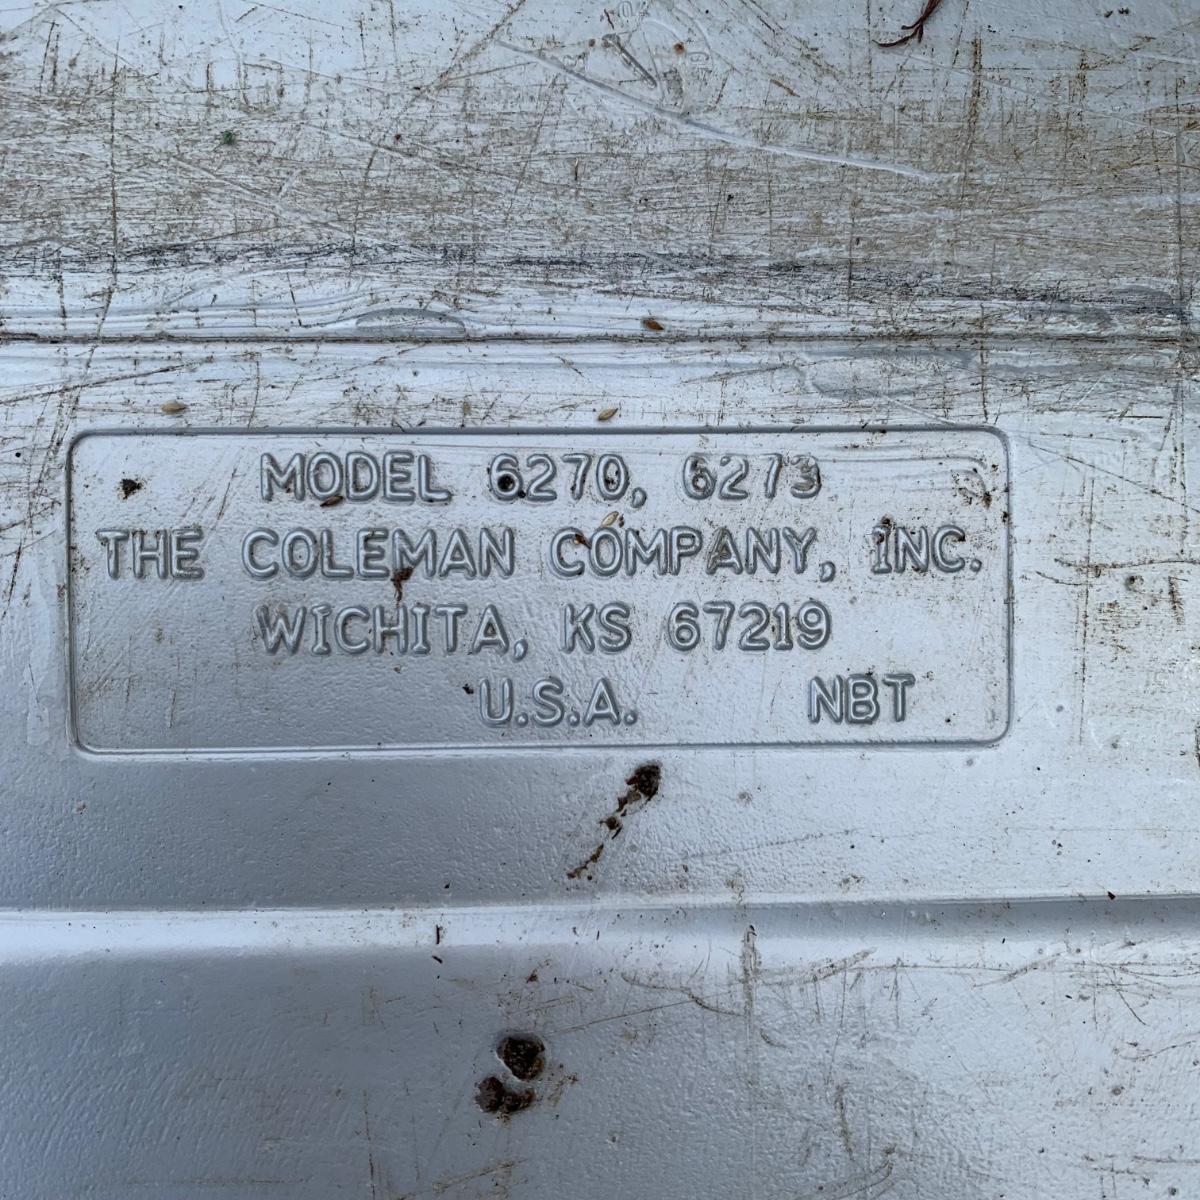 MODEL 6270, 6273
THE COLEMAN COMPANY, INC.
WICHITA, KS 67219
U.S.A. NBT